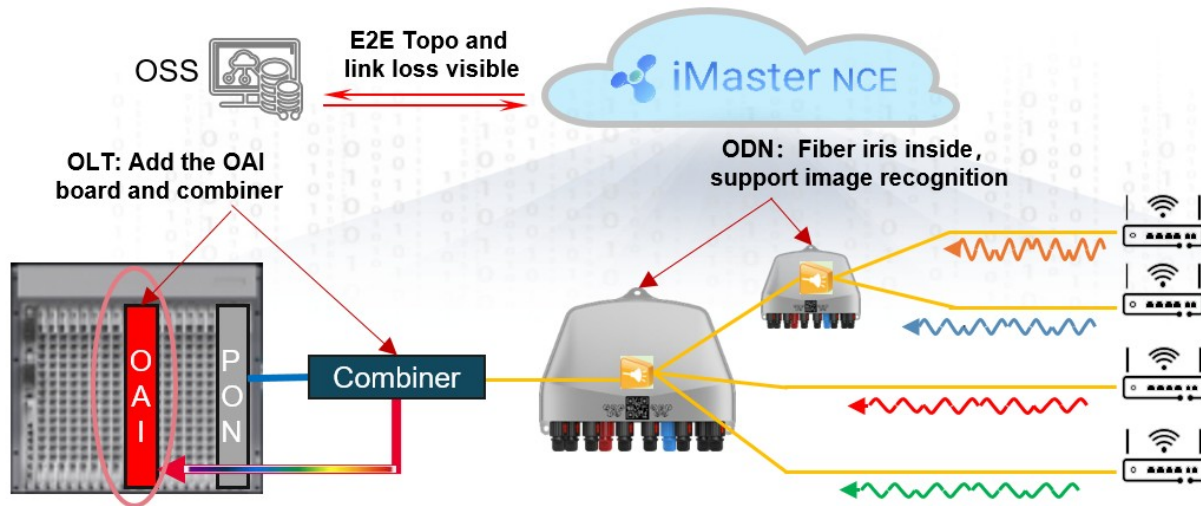 E2E Topo and
link loss visible
OSS
iMaster NCE
OLT: Add the OAI
board and combiner
ODN: Fiber iris inside,
support image recognition
OAI
PON
Combiner